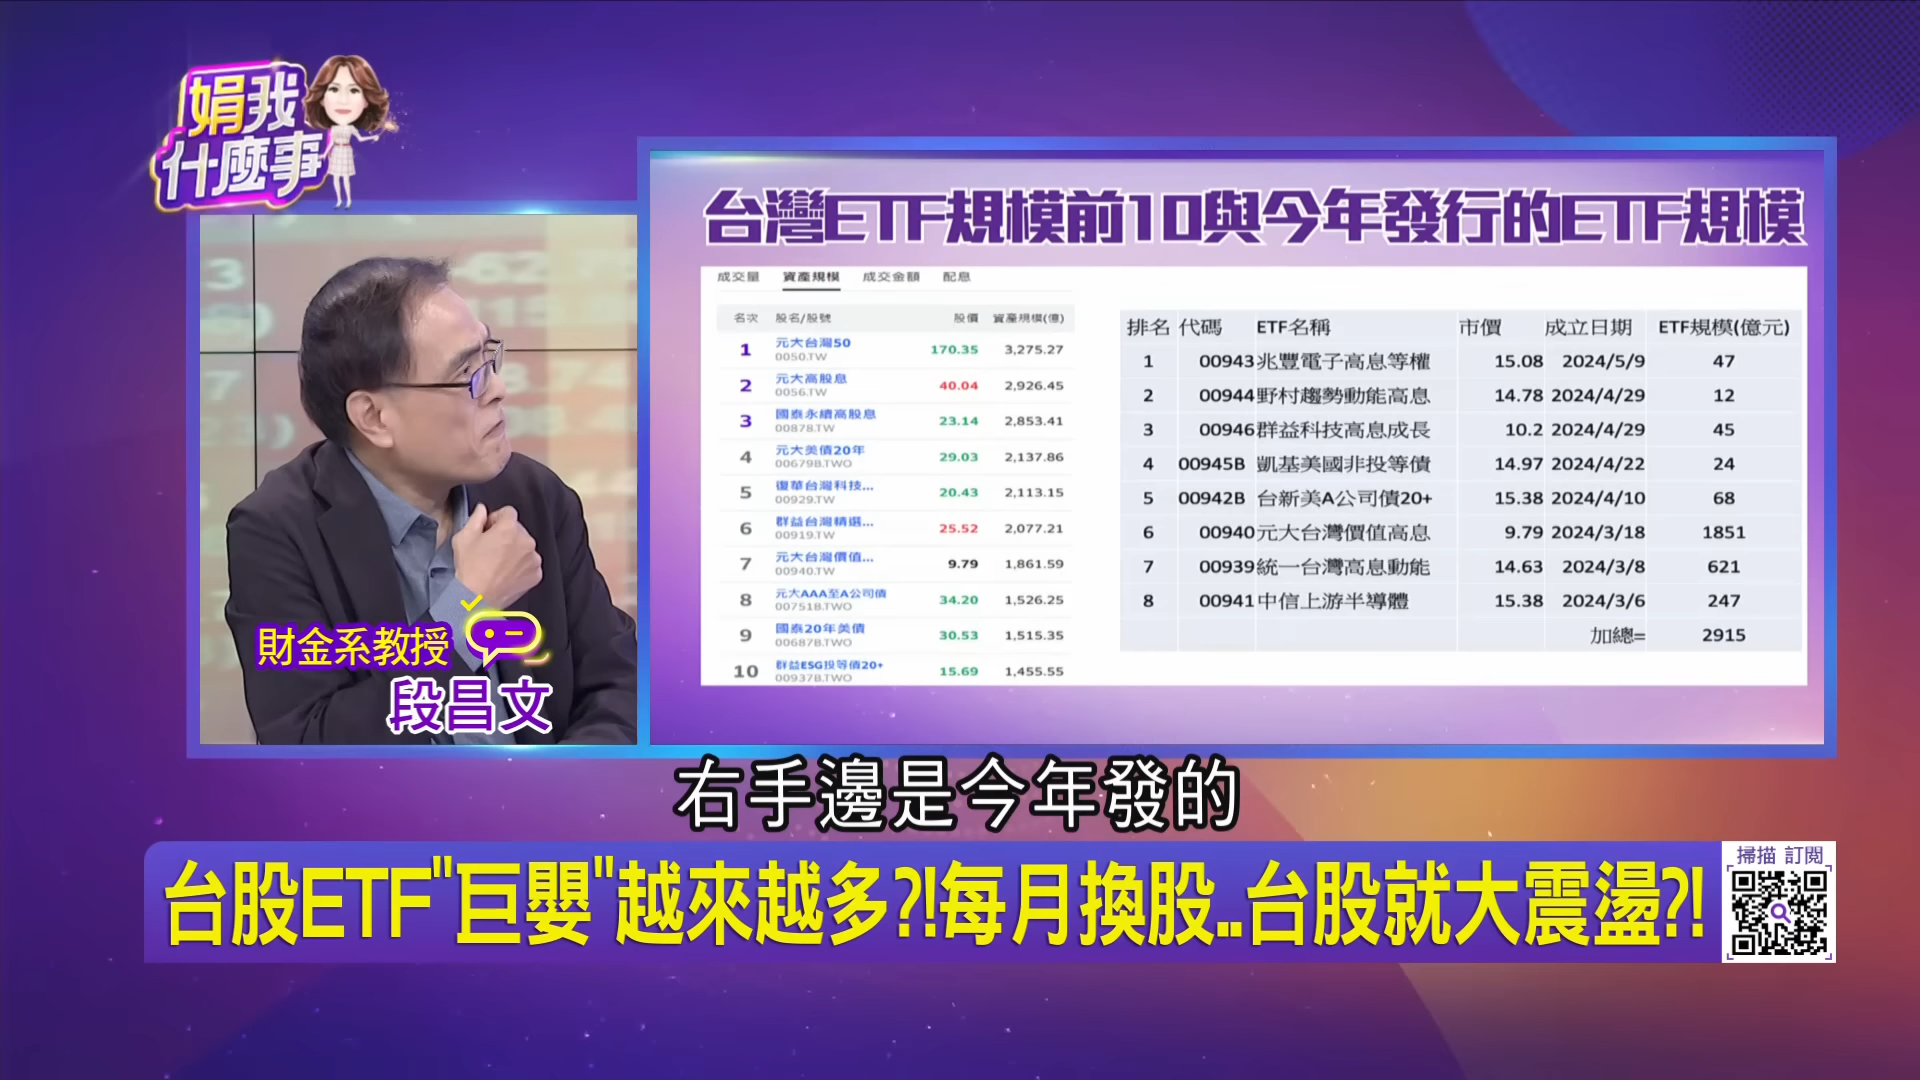 娟我
什麼事
台灣ETF規模前10與今年發行的ETF規模
成交量 資產規模 成交金額 配息
名次 股名/股號 股價 資產規模(億)
1 元大台灣50 170.35 3,275.27
0050.TW
2 元大高股息 40.04 2,926.45
0056.TW
3 國泰永續高股息 23.14 2,853.41
00878.TW
4 元大美債20年 29.03 2,137.86
00679B.TWO
5 復華台灣科技... 20.43 2,113.15
00929.TW
6 群益台灣精選... 25.52 2,077.21
00919.TW
7 元大台灣價值... 9.79 1,861.59
00940.TW
8 元大AAA至A公司債 34.20 1,526.25
00751B.TWO
9 國泰20年美債 30.53 1,515.35
00687B.TWO
10 群益ESG投等債20+ 15.69 1,455.55
00937B.TWO
排名 代碼 ETF名稱 市價 成立日期 ETF規模(億元)
1 00943 兆豐電子高息等權 15.08 2024/5/9 47
2 00944 野村趨勢動能高息 14.78 2024/4/29 12
3 00946 群益科技高息成長 10.2 2024/4/29 45
4 00945B 凱基美國非投等債 14.97 2024/4/22 24
5 00942B 台新美A公司債20+ 15.38 2024/4/10 68
6 00940 元大台灣價值高息 9.79 2024/3/18 1851
7 00939 統一台灣高息動能 14.63 2024/3/8 621
8 00941 中信上游半導體 15.38 2024/3/6 247
加總= 2915
財金系教授
段昌文
右手邊是今年發的
台股ETF"巨嬰"越來越多?!每月換股..台股就大震盪?!
掃描 訂閱